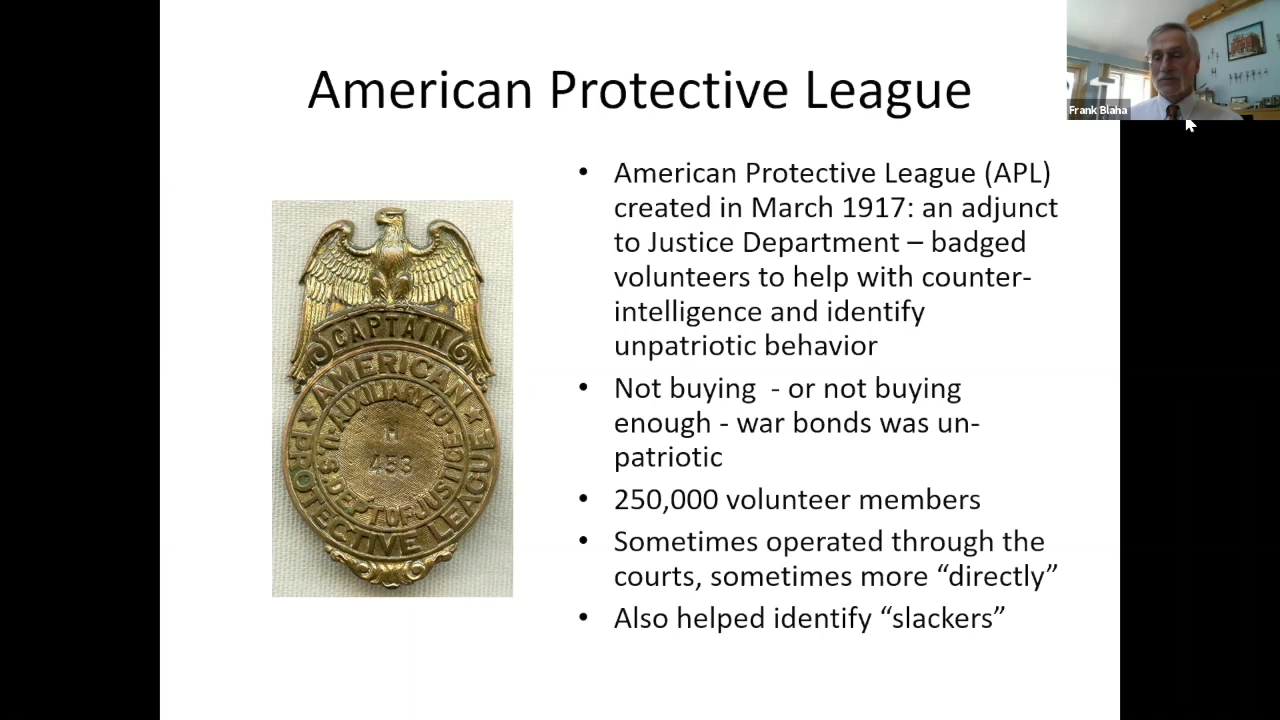 American Protective League
Frank Blaha
• American Protective League (APL)
created in March 1917: an adjunct
to Justice Department – badged
volunteers to help with counter-
intelligence and identify
unpatriotic behavior
• Not buying - or not buying
enough - war bonds was un-
patriotic
• 250,000 volunteer members
• Sometimes operated through the
courts, sometimes more “directly”
• Also helped identify “slackers”
CAPTAIN
AMERICAN
PROTECTIVE LEAGUE
AUXILIARY TO
U.S. DEP'T OF JUSTICE
H
453